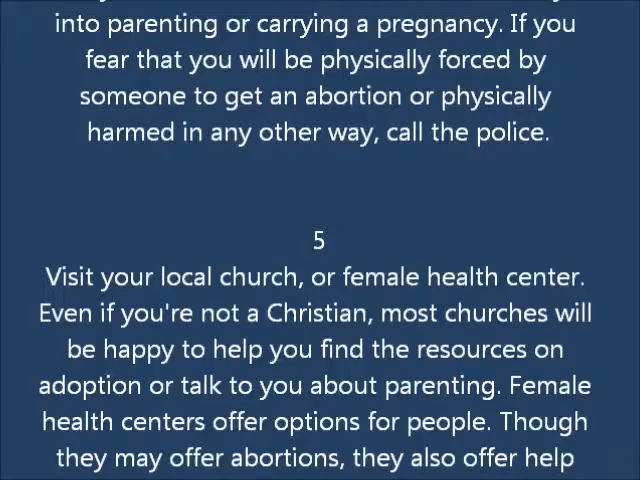 into parenting or carrying a pregnancy. If you
fear that you will be physically forced by
someone to get an abortion or physically
harmed in any other way, call the police.
5
Visit your local church, or female health center.
Even if you're not a Christian, most churches will
be happy to help you find the resources on
adoption or talk to you about parenting. Female
health centers offer options for people. Though
they may offer abortions, they also offer help